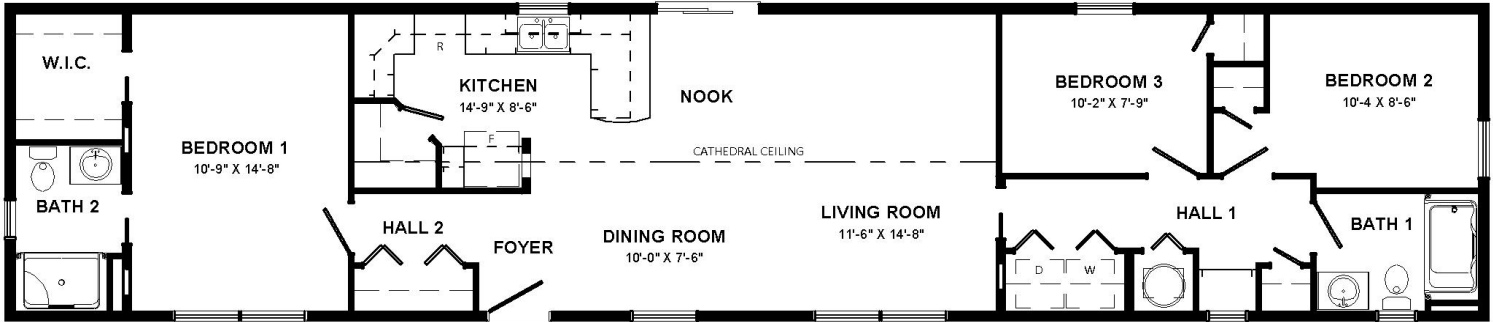 W.I.C.
BEDROOM 1
10'-9" X 14'-8"
BATH 2
R
KITCHEN
14'-9" X 8'-6"
F
NOOK
CATHEDRAL CEILING
HALL 2
FOYER
DINING ROOM
10'-0" X 7'-6"
LIVING ROOM
11'-6" X 14'-8"
BEDROOM 3
10'-2" X 7'-9"
BEDROOM 2
10'-4 X 8'-6"
HALL 1
D
W
BATH 1